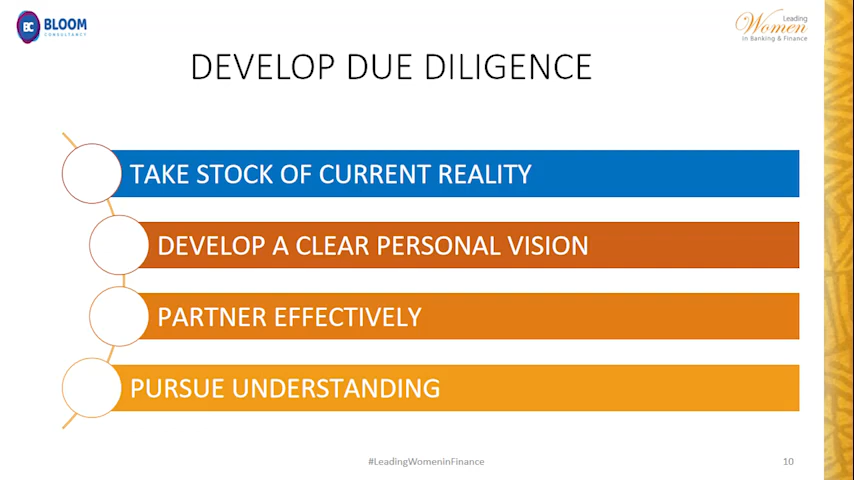 BC BLOOM
CONSULTANCY
Leading
Women
In Banking & Finance
DEVELOP DUE DILIGENCE
TAKE STOCK OF CURRENT REALITY
DEVELOP A CLEAR PERSONAL VISION
PARTNER EFFECTIVELY
PURSUE UNDERSTANDING
#LeadingWomeninFinance
10